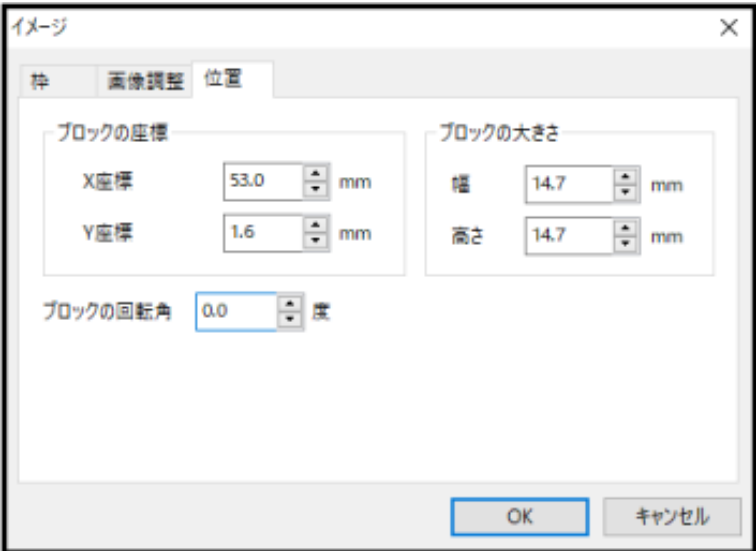 イメージ
枠 画像調整 位置
ブロックの座標 ブロックの大きさ
X座標 53.0 mm 幅 14.7 mm
Y座標 1.6 mm 高さ 14.7 mm
ブロックの回転角 0.0 度
OK キャンセル